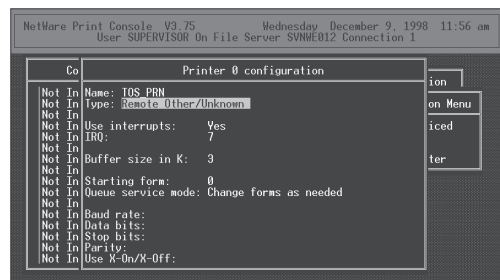 NetWare Print Console V3.75 Wednesday December 9, 1998 11:56 am
User SUPERVISOR On File Server SVNWE012 Connection 1
Co
Printer 0 configuration
ion
Not In
Name: TOS_PRN
Not In
Type: Remote Other/Unknown
on Menu
Not In
Not In
Use interrupts: Yes
iced
Not In
IRQ: 7
Not In
Not In
Buffer size in K: 3
ter
Not In
Not In
Starting form: 0
Not In
Queue service mode: Change forms as needed
Not In
Not In
Baud rate:
Not In
Data bits:
Not In
Stop bits:
Not In
Parity:
Not In
Use X-On/X-Off: